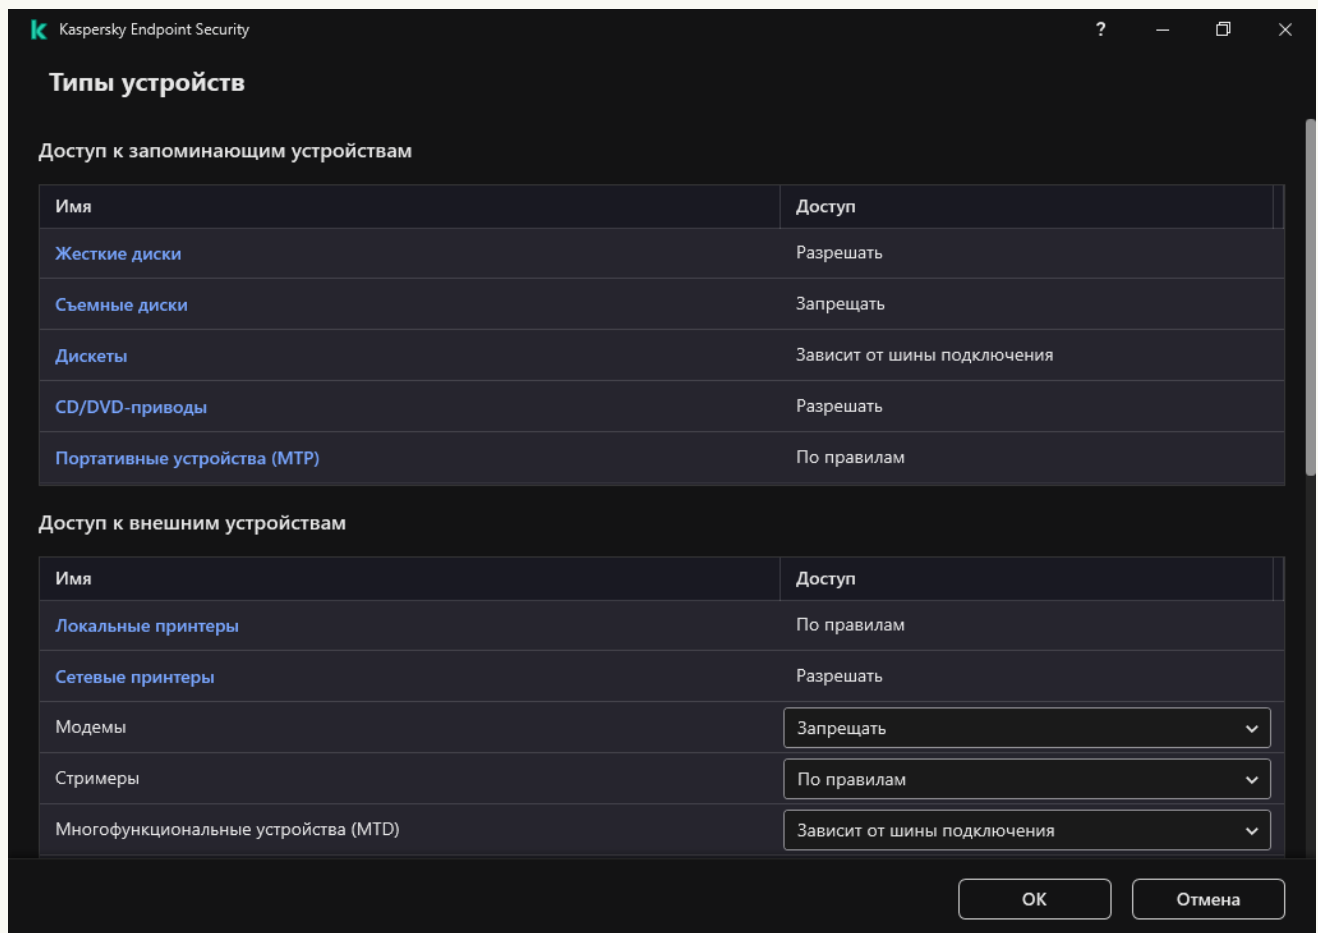 Kaspersky Endpoint Security
?
Типы устройств
Доступ к запоминающим устройствам
Имя Доступ
Жесткие диски Разрешать
Съемные диски Запрещать
Дискеты Зависит от шины подключения
CD/DVD-приводы Разрешать
Портативные устройства (MTP) По правилам
Доступ к внешним устройствам
Имя Доступ
Локальные принтеры По правилам
Сетевые принтеры Разрешать
Модемы Запрещать
Стримеры По правилам
Многофункциональные устройства (MTD) Зависит от шины подключения
ОК Отмена